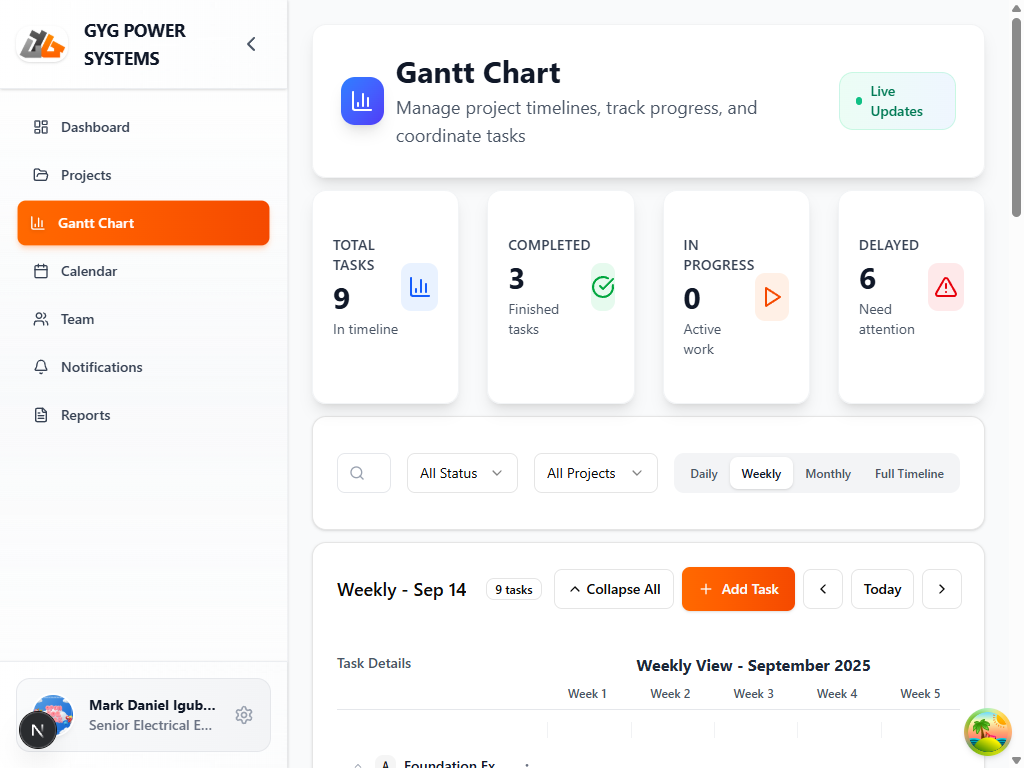 GYG POWER
SYSTEMS
Dashboard
Projects
Gantt Chart
Calendar
Team
Notifications
Reports
Mark Daniel Igub...
Senior Electrical E...
N
Gantt Chart
Manage project timelines, track progress, and
coordinate tasks
Live
Updates
TOTAL
TASKS
9
In timeline
COMPLETED
3
Finished
tasks
IN
PROGRESS
0
Active
work
DELAYED
6
Need
attention
All Status
All Projects
Daily
Weekly
Monthly
Full Timeline
Weekly - Sep 14
9 tasks
Collapse All
Add Task
Today
Task Details
Weekly View - September 2025
Week 1
Week 2
Week 3
Week 4
Week 5
A
Foundation Ex